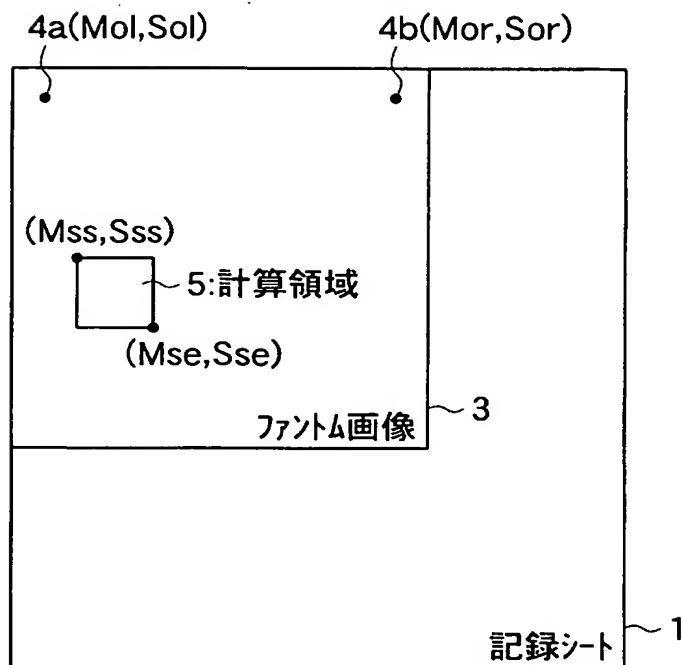 4a(Mol,Sol)
4b(Mor,Sor)
(Mss,Sss)
5:計算領域
(Mse,Sse)
3
ファントム画像
1
記録シート